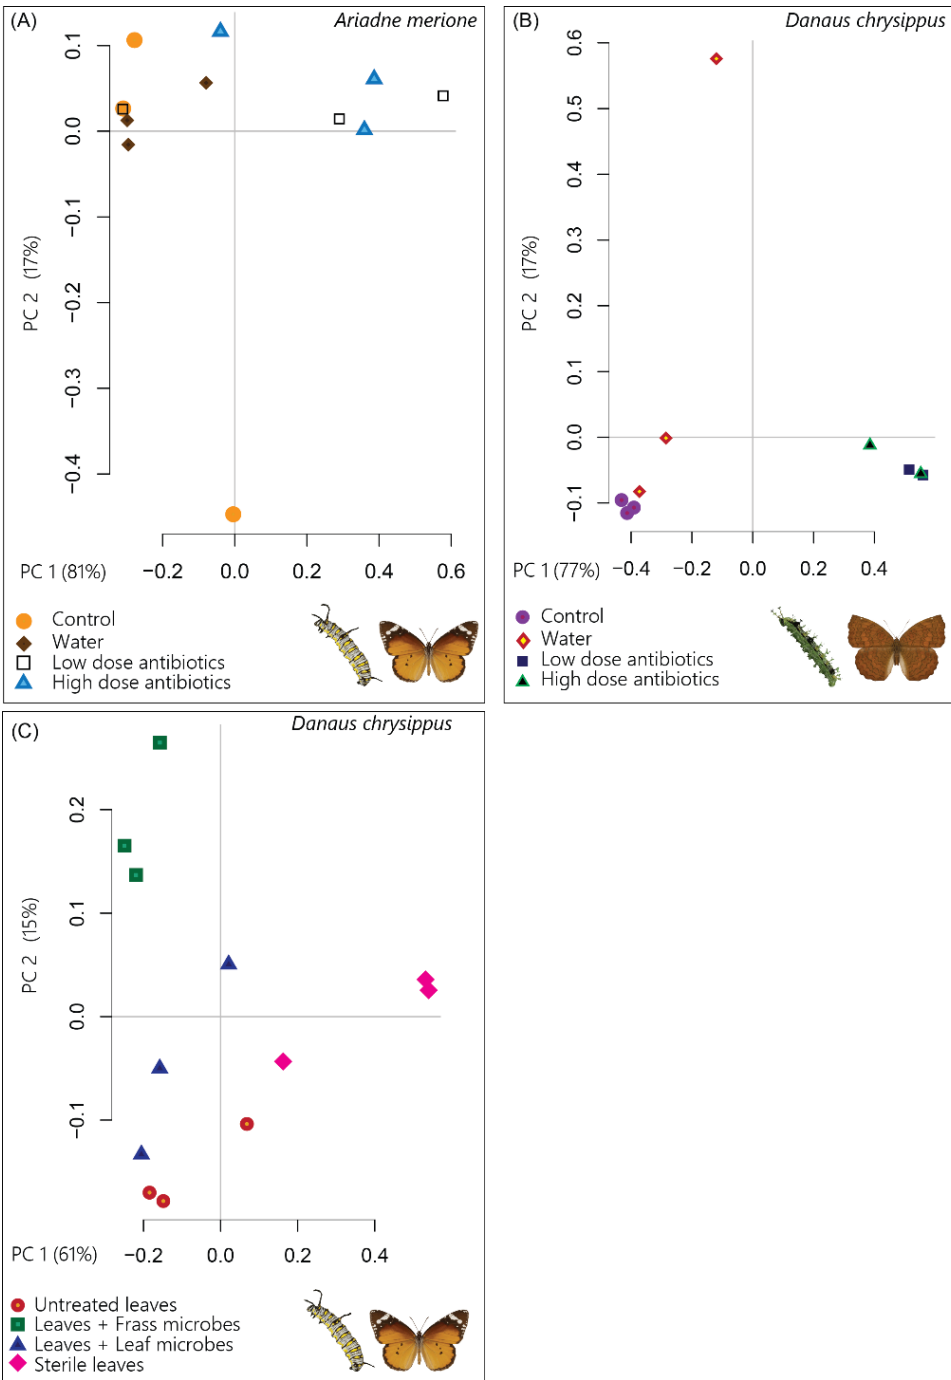 (A)
Ariadne merione
0.1
0.0
−0.1
−0.2
−0.3
−0.4
PC 2 (17%)
PC 1 (81%)
−0.2 0.0 0.2 0.4 0.6
Control
Water
Low dose antibiotics
High dose antibiotics
(B)
Danaus chrysippus
0.6
0.5
0.4
0.3
0.2
0.1
0.0
−0.1
PC 2 (17%)
PC 1 (77%)
−0.4 −0.2 0.0 0.2 0.4
Control
Water
Low dose antibiotics
High dose antibiotics
(C)
Danaus chrysippus
0.2
0.1
0.0
−0.1
PC 2 (15%)
PC 1 (61%)
−0.2 0.0 0.2 0.4
Untreated leaves
Leaves + Frass microbes
Leaves + Leaf microbes
Sterile leaves